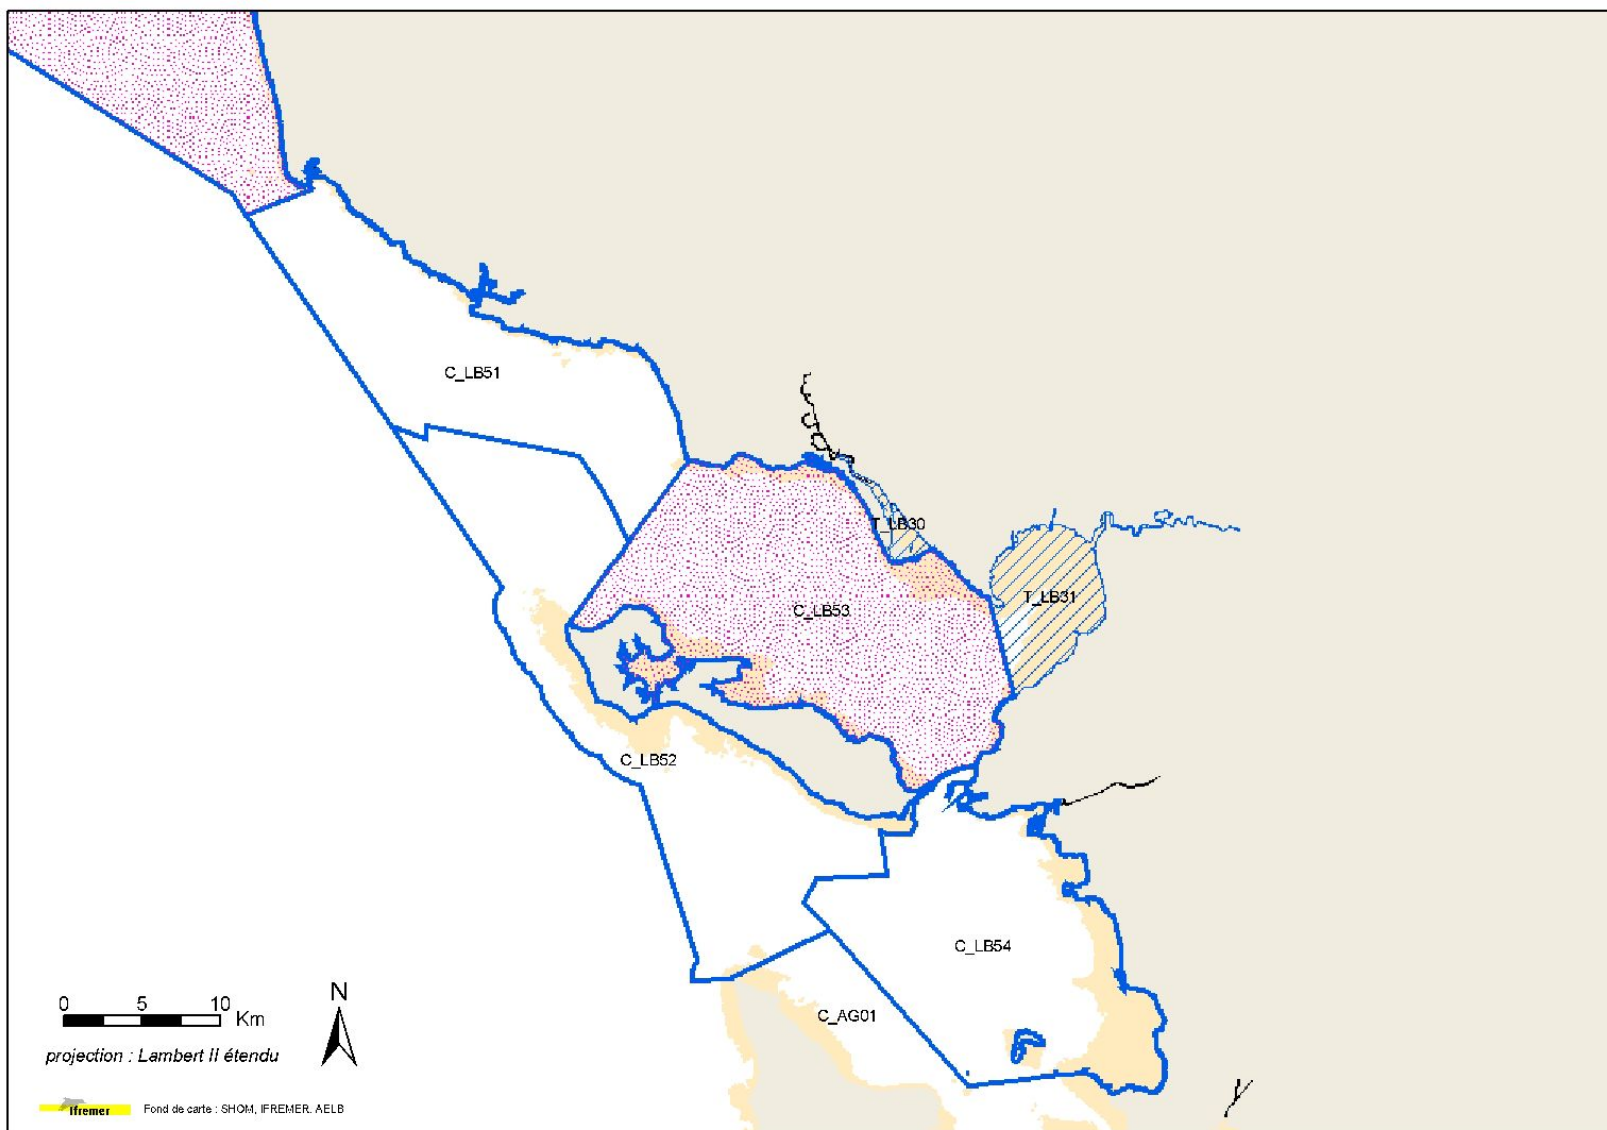 C_LB51
T_LB30
T_LB31
C_LB53
C_LB52
C_LB54
C_AG01
0 5 10 Km
N
projection : Lambert II étendu
Ifremer
Fond de carte : SHOM, IFREMER. AELB